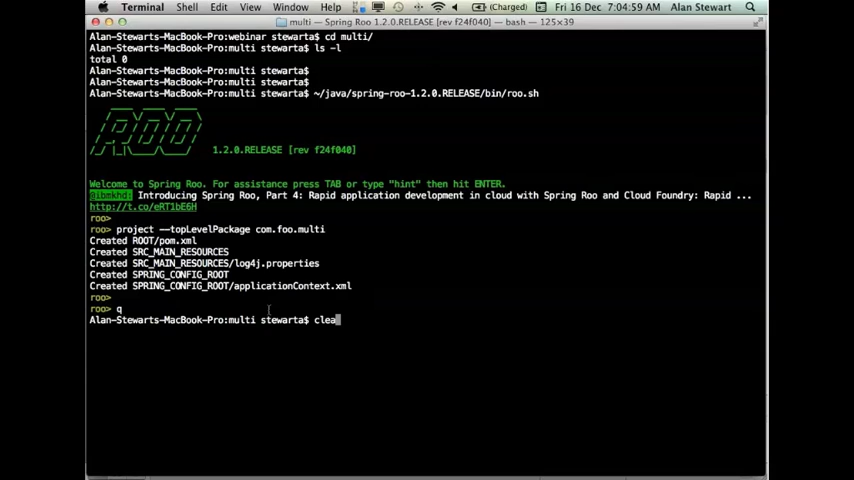 Terminal Shell Edit View Window Help (Charged) Fri 16 Dec 7:04:59 AM Alan Stewart
multi — Spring Roo 1.2.0.RELEASE [rev f24f040] — bash — 125×39
Alan-Stewarts-MacBook-Pro:webinar stewarta$ cd multi/
Alan-Stewarts-MacBook-Pro:multi stewarta$ ls -l
total 0
Alan-Stewarts-MacBook-Pro:multi stewarta$
Alan-Stewarts-MacBook-Pro:multi stewarta$
Alan-Stewarts-MacBook-Pro:multi stewarta$ ~/java/spring-roo-1.2.0.RELEASE/bin/roo.sh
ROO
1.2.0.RELEASE [rev f24f040]
Welcome to Spring Roo. For assistance press TAB or type "hint" then hit ENTER.
@ibmkhd: Introducing Spring Roo, Part 4: Rapid application development in cloud with Spring Roo and Cloud Foundry: Rapid ...
http://t.co/eRT1bE6H
roo>
roo> project --topLevelPackage com.foo.multi
Created ROOT/pom.xml
Created SRC_MAIN_RESOURCES
Created SRC_MAIN_RESOURCES/log4j.properties
Created SPRING_CONFIG_ROOT
Created SPRING_CONFIG_ROOT/applicationContext.xml
roo>
roo> q
Alan-Stewarts-MacBook-Pro:multi stewarta$ clea